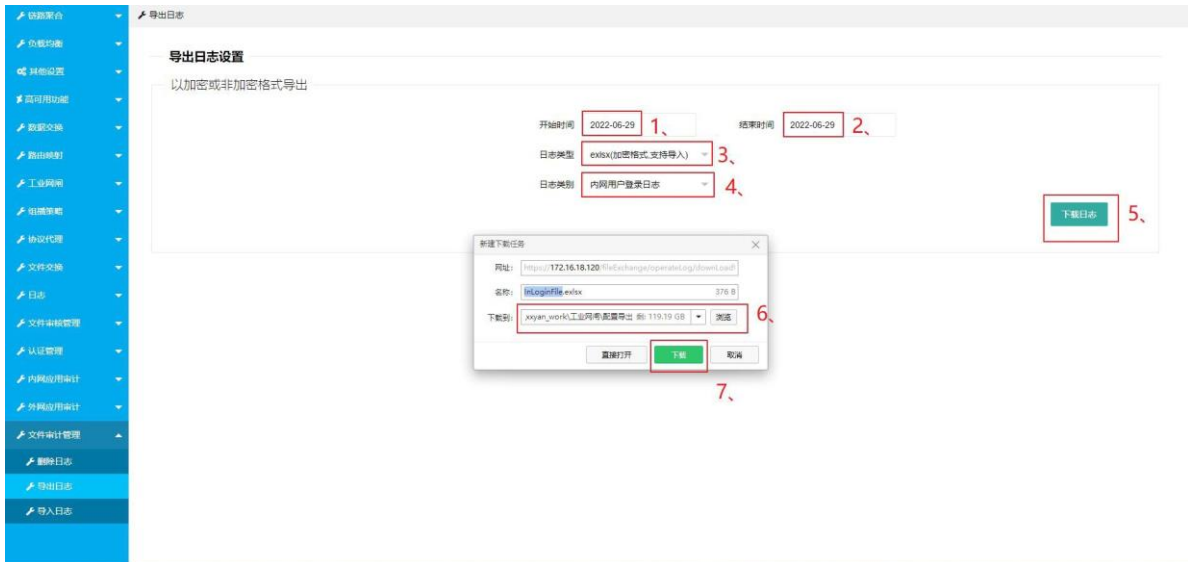 链路聚合
导出日志
负载均衡
其他设置
高可用功能
数据交换
路由映射
工业网闸
组播策略
协议代理
文件交换
日志
文件审核管理
认证管理
内网应用审计
外网应用审计
文件审计管理
删除日志
导出日志
导入日志
导出日志设置
以加密或非加密格式导出
开始时间 2022-06-29 1、 结束时间 2022-06-29 2、
日志类型 exlsx(加密格式,支持导入) 3、
日志类别 内网用户登录日志 4、
下载日志 5、
新建下载任务
网址: https://172.16.18.120/fileExchange/operateLog/downLoadI
名称: InLoginFile.exlsx 376 B
下载到: xxyan_work\工业网考\配置导出 剩: 119.19 GB 浏览 6、
直接打开 下载 取消
7、